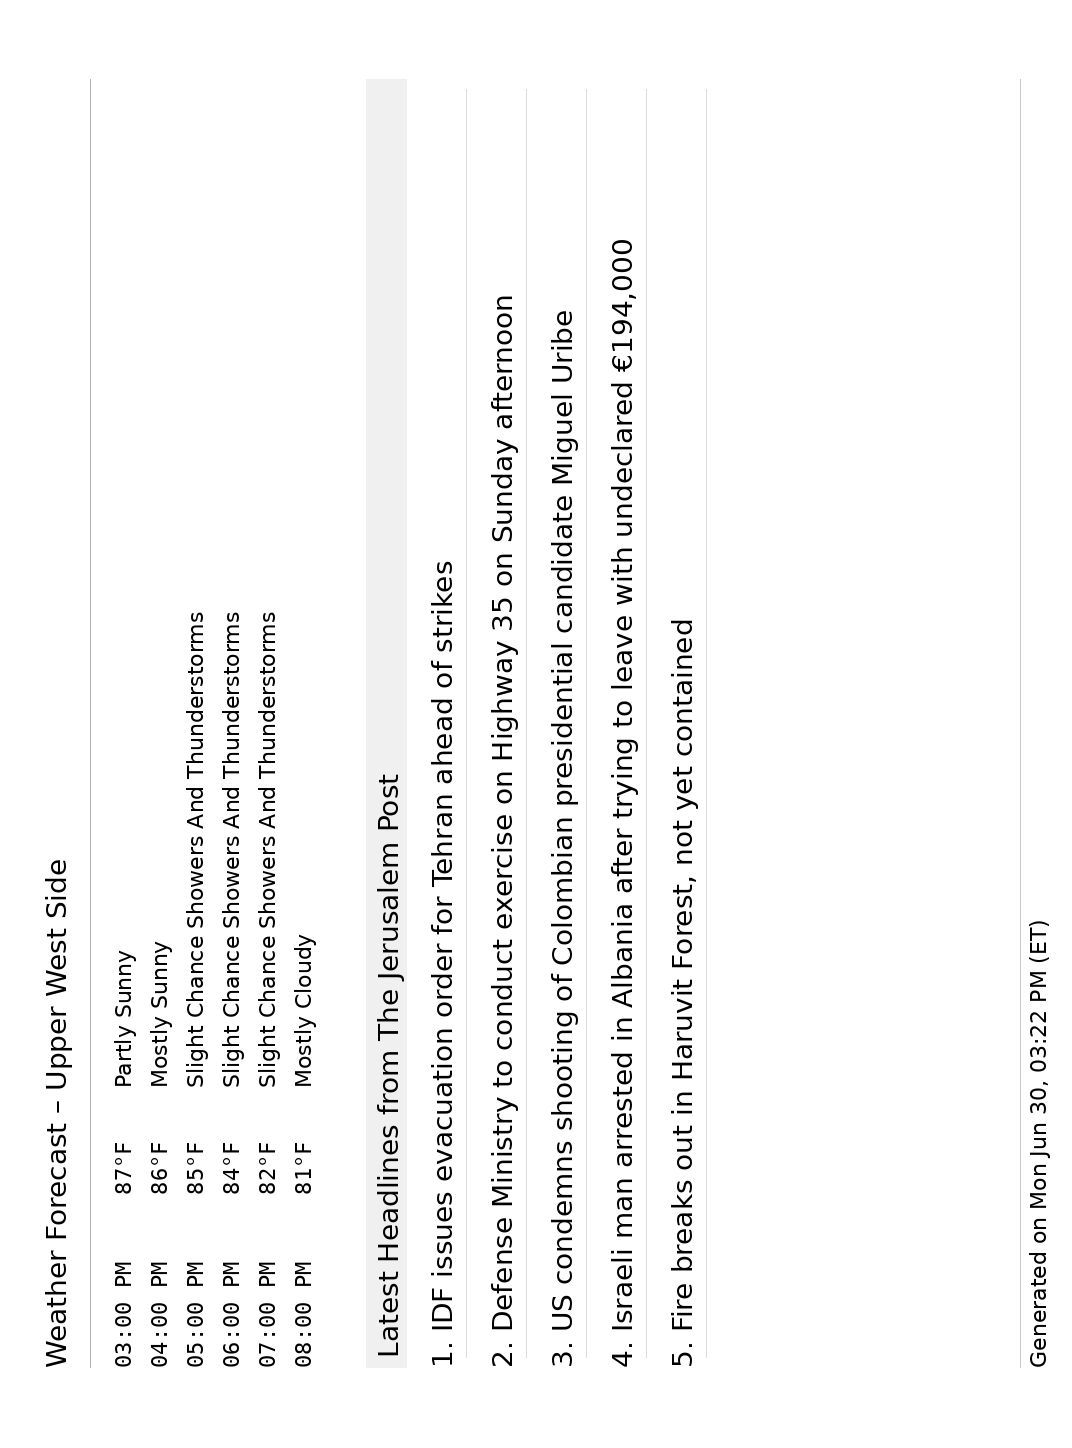 Weather Forecast – Upper West Side
03:00 PM 87°F Partly Sunny
04:00 PM 86°F Mostly Sunny
05:00 PM 85°F Slight Chance Showers And Thunderstorms
06:00 PM 84°F Slight Chance Showers And Thunderstorms
07:00 PM 82°F Slight Chance Showers And Thunderstorms
08:00 PM 81°F Mostly Cloudy
Latest Headlines from The Jerusalem Post
1. IDF issues evacuation order for Tehran ahead of strikes
2. Defense Ministry to conduct exercise on Highway 35 on Sunday afternoon
3. US condemns shooting of Colombian presidential candidate Miguel Uribe
4. Israeli man arrested in Albania after trying to leave with undeclared €194,000
5. Fire breaks out in Haruvit Forest, not yet contained
Generated on Mon Jun 30, 03:22 PM (ET)